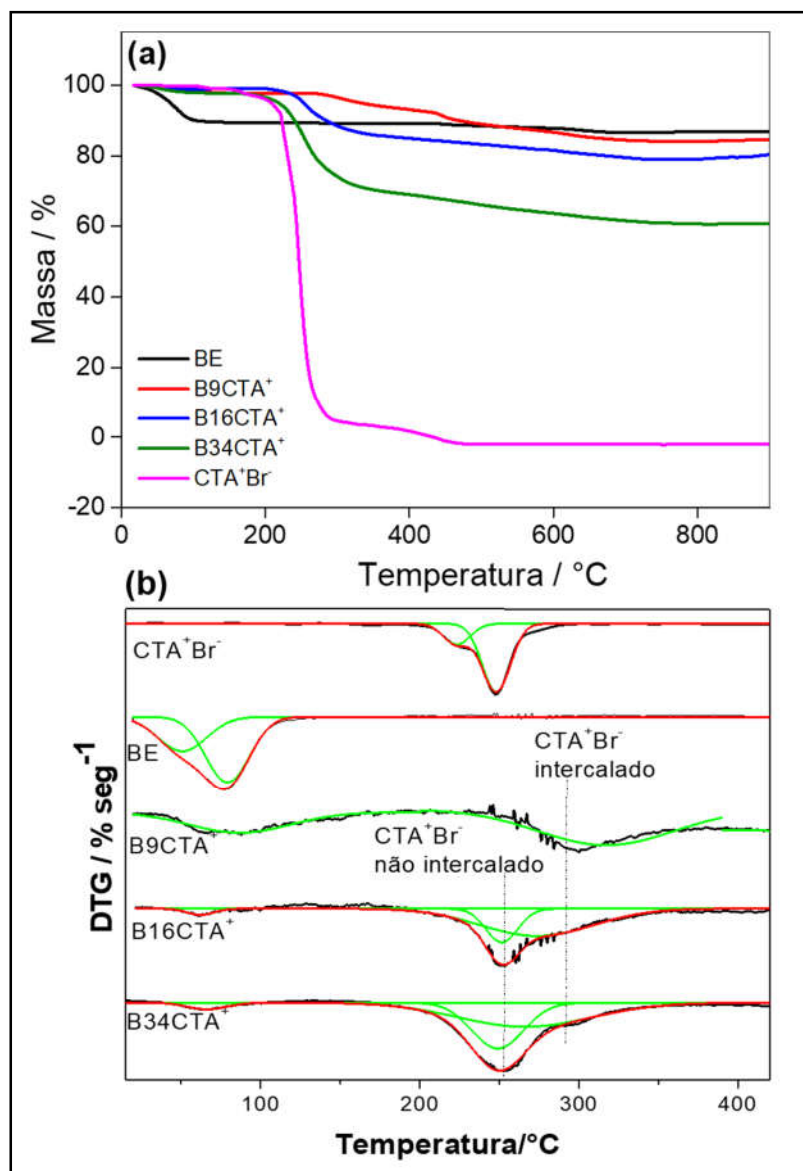 (a)
100
80
60
40
20
0
-20
Massa / %
BE
B9CTA⁺
B16CTA⁺
B34CTA⁺
CTA⁺Br⁻
0
200
400
600
800
Temperatura / °C
(b)
DTG / % seg⁻¹
CTA⁺Br⁻
BE
CTA⁺Br⁻
intercalado
B9CTA⁺
CTA⁺Br⁻
não intercalado
B16CTA⁺
B34CTA⁺
100
200
300
400
Temperatura/°C